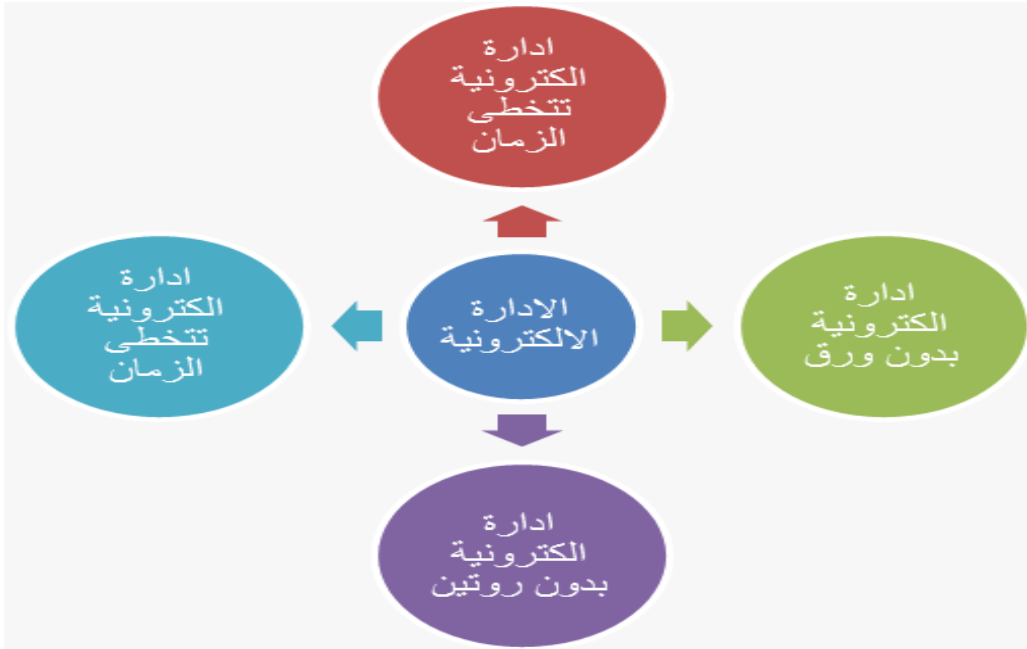 ادارة
الكترونية
تتخطى
الزمان
ادارة
الكترونية
بدون ورق
الادارة
الالكترونية
ادارة
الكترونية
تتخطى
الزمان
ادارة
الكترونية
بدون روتين